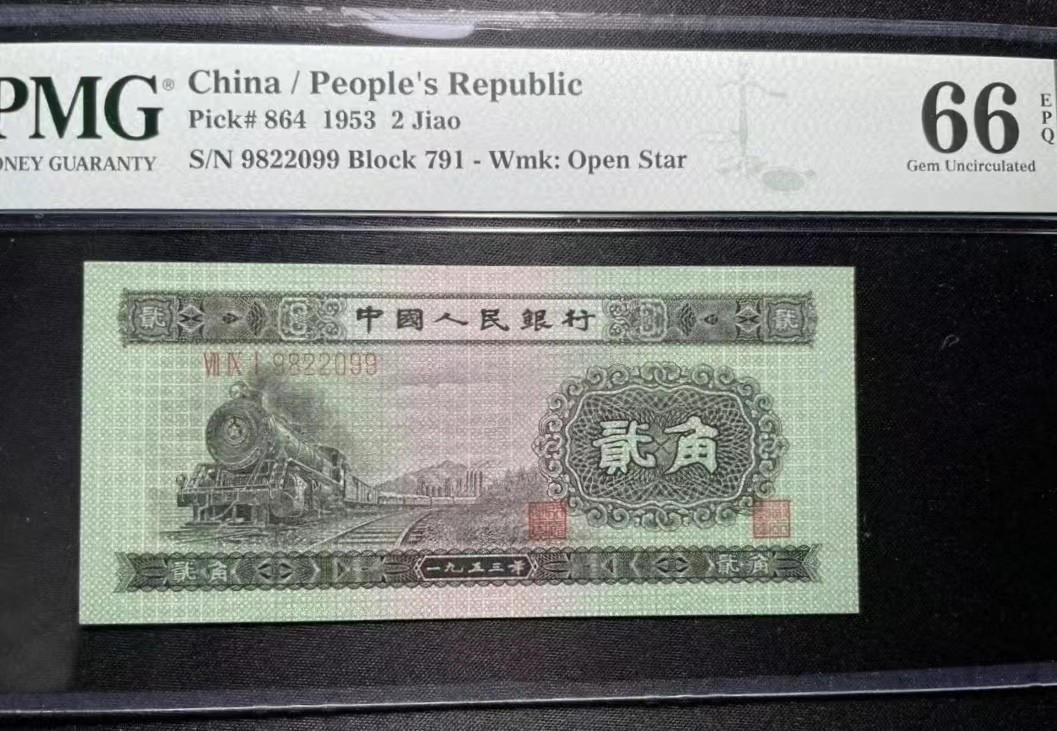 PMG® China / People's Republic 66 EPQ
Pick# 864 1953 2 Jiao
S/N 9822099 Block 791 - Wmk: Open Star Gem Uncirculated
GUARANTY
貳 中國人民銀行 貳
VII IX I 9822099
貳角
貳角 一九五三年 貳角